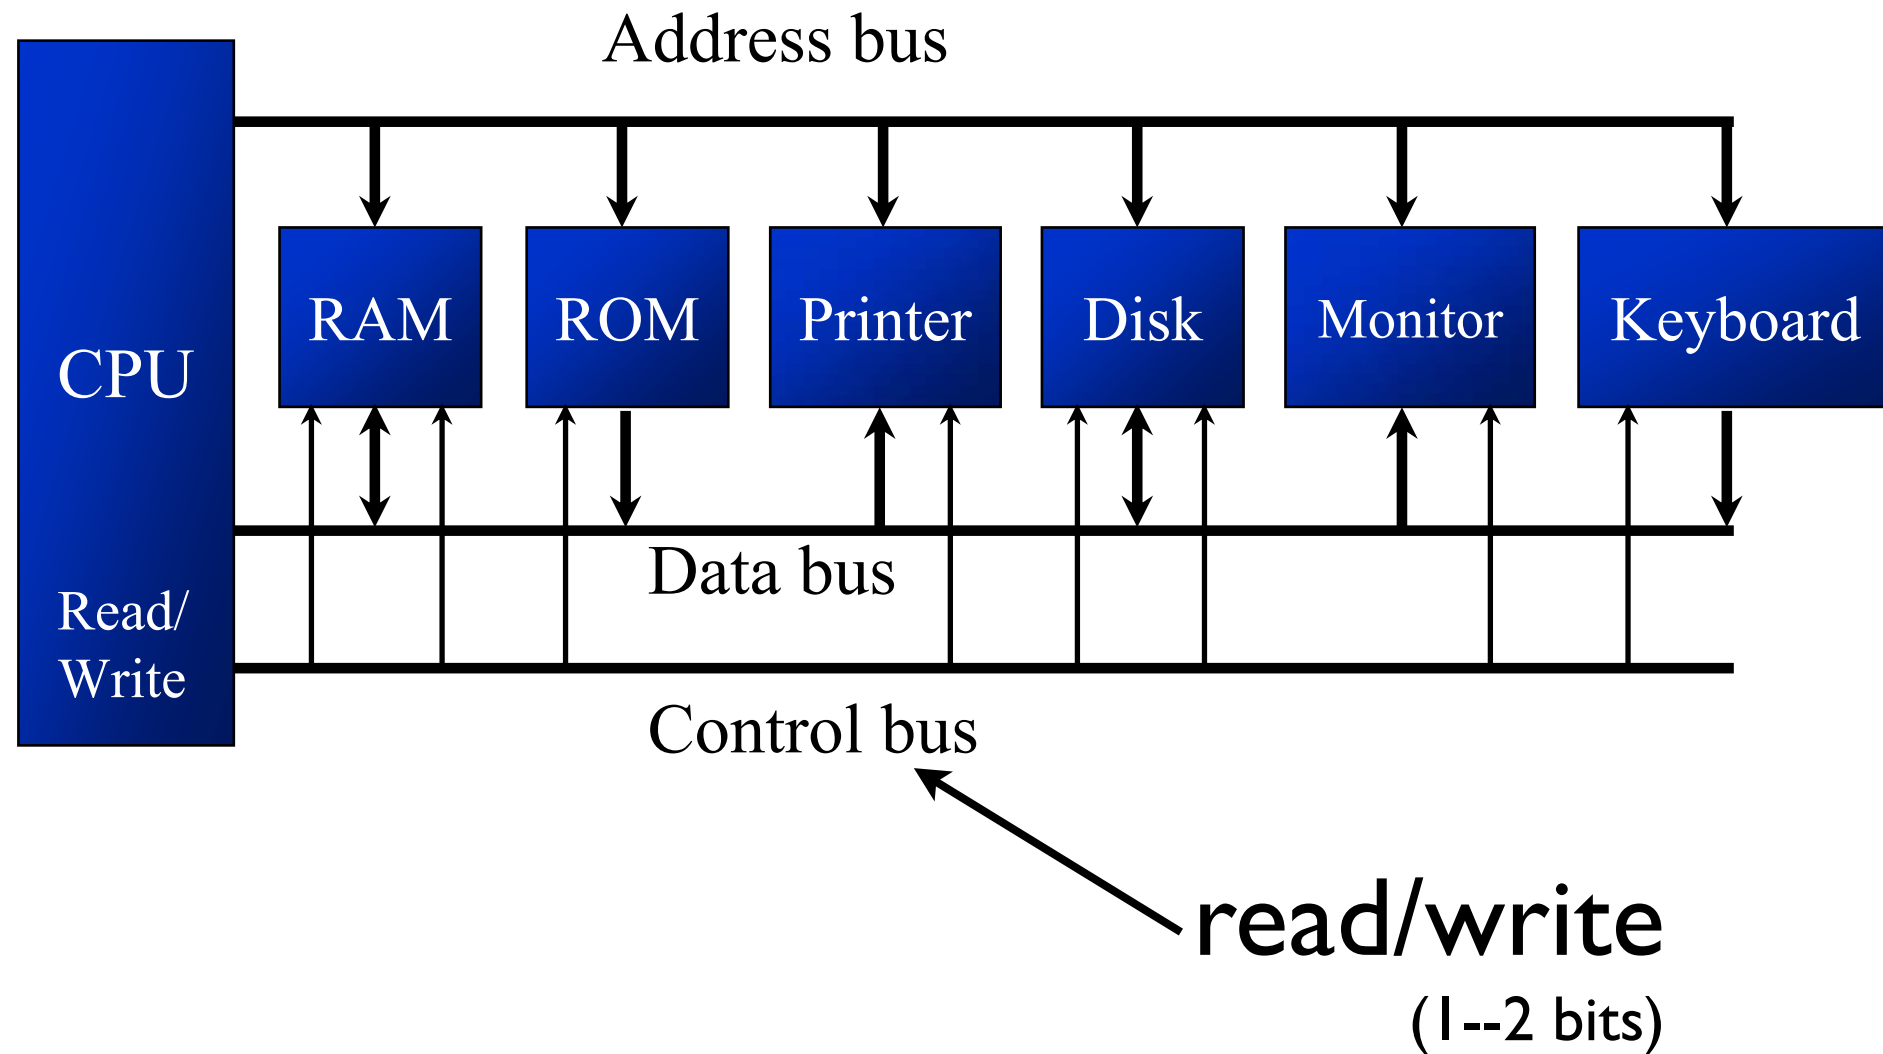 Address bus
CPU
RAM
ROM
Printer
Disk
Monitor
Keyboard
Data bus
Read/
Write
Control bus
read/write
(1--2 bits)